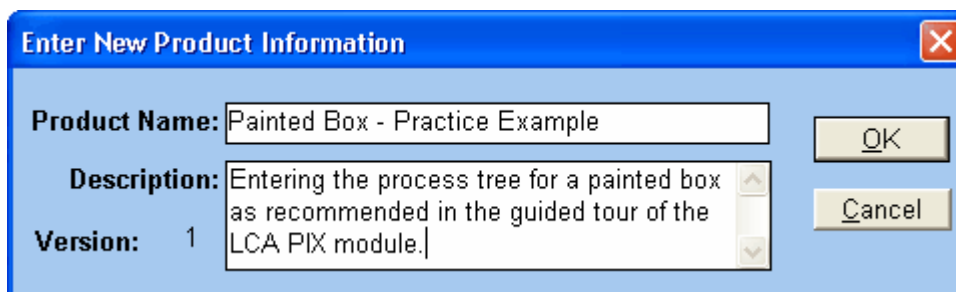 Enter New Product Information
Product Name: Painted Box - Practice Example
OK
Description: Entering the process tree for a painted box
as recommended in the guided tour of the
LCA PIX module.
Cancel
Version: 1